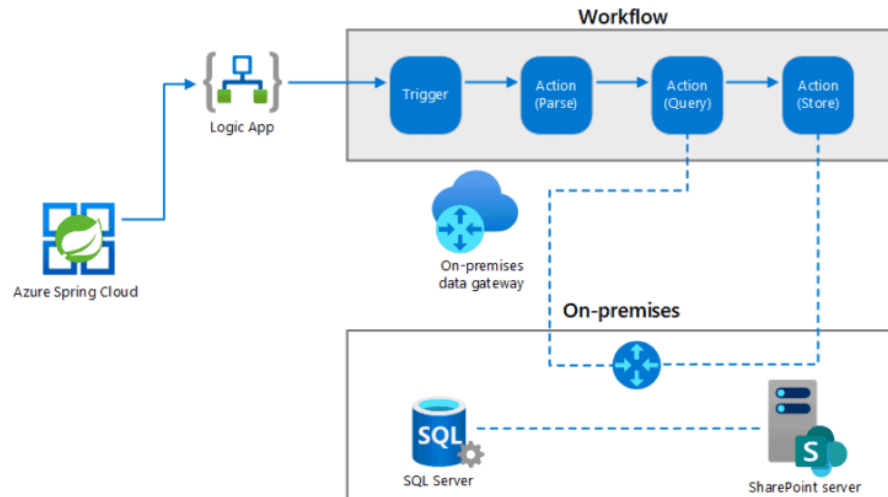 Workflow
Trigger
Action
(Parse)
Action
(Query)
Action
(Store)
Logic App
Azure Spring Cloud
On-premises
data gateway
On-premises
SQL
SQL Server
S
SharePoint server